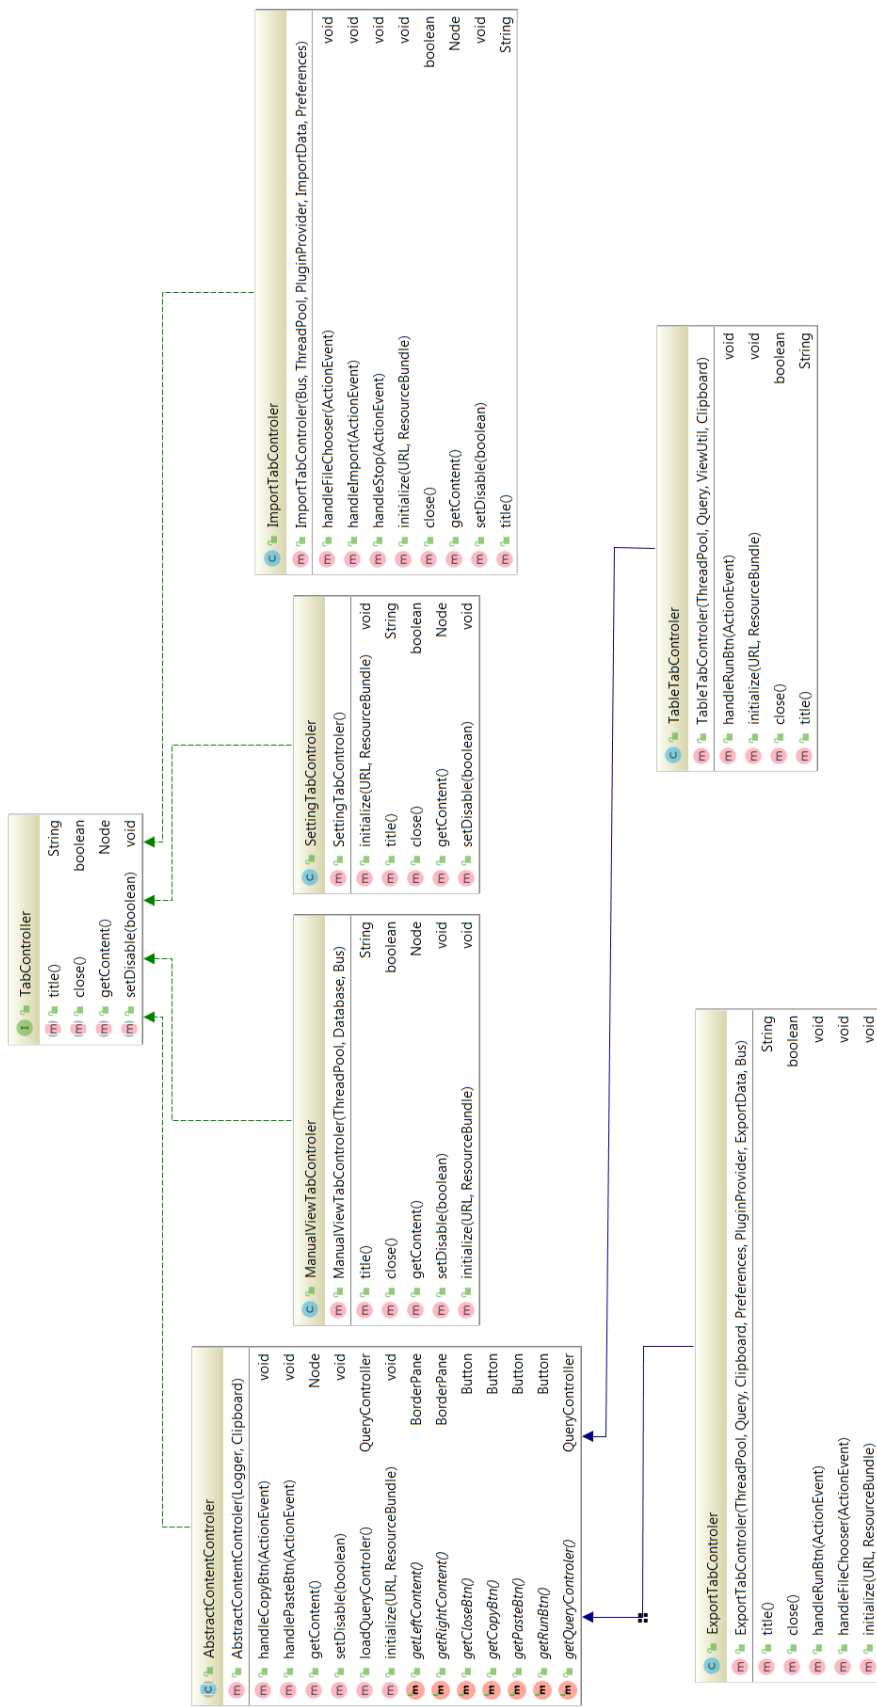 TabController
title() String
close() boolean
getContent() Node
setDisable(boolean) void
AbstractContentControler
AbstractContentControler(Logger, Clipboard)
handleCopyBtn(ActionEvent) void
handlePasteBtn(ActionEvent) void
getContent() Node
setDisable(boolean) void
loadQueryControler() QueryController
initialize(URL, ResourceBundle) void
getLeftContent() BorderPane
getRightContent() BorderPane
getCloseBtn() Button
getCopyBtn() Button
getPasteBtn() Button
getRunBtn() Button
getQueryControler() QueryController
ManualViewTabControler
ManualViewTabControler(ThreadPool, Database, Bus)
title() String
close() boolean
getContent() Node
setDisable(boolean) void
initialize(URL, ResourceBundle) void
SettingTabControler
SettingTabControler()
initialize(URL, ResourceBundle) void
title() String
close() boolean
getContent() Node
setDisable(boolean) void
ImportTabControler
ImportTabControler(Bus, ThreadPool, PluginProvider, ImportData, Preferences)
handleFileChooser(ActionEvent) void
handleImport(ActionEvent) void
handleStop(ActionEvent) void
initialize(URL, ResourceBundle) void
close() boolean
getContent() Node
setDisable(boolean) void
title() String
ExportTabControler
ExportTabControler(ThreadPool, Query, Clipboard, Preferences, PluginProvider, ExportData, Bus)
title() String
close() boolean
handleRunBtn(ActionEvent) void
handleFileChooser(ActionEvent) void
initialize(URL, ResourceBundle) void
TableTabControler
TableTabControler(ThreadPool, Query, ViewUtil, Clipboard)
handleRunBtn(ActionEvent) void
initialize(URL, ResourceBundle) void
close() boolean
title() String